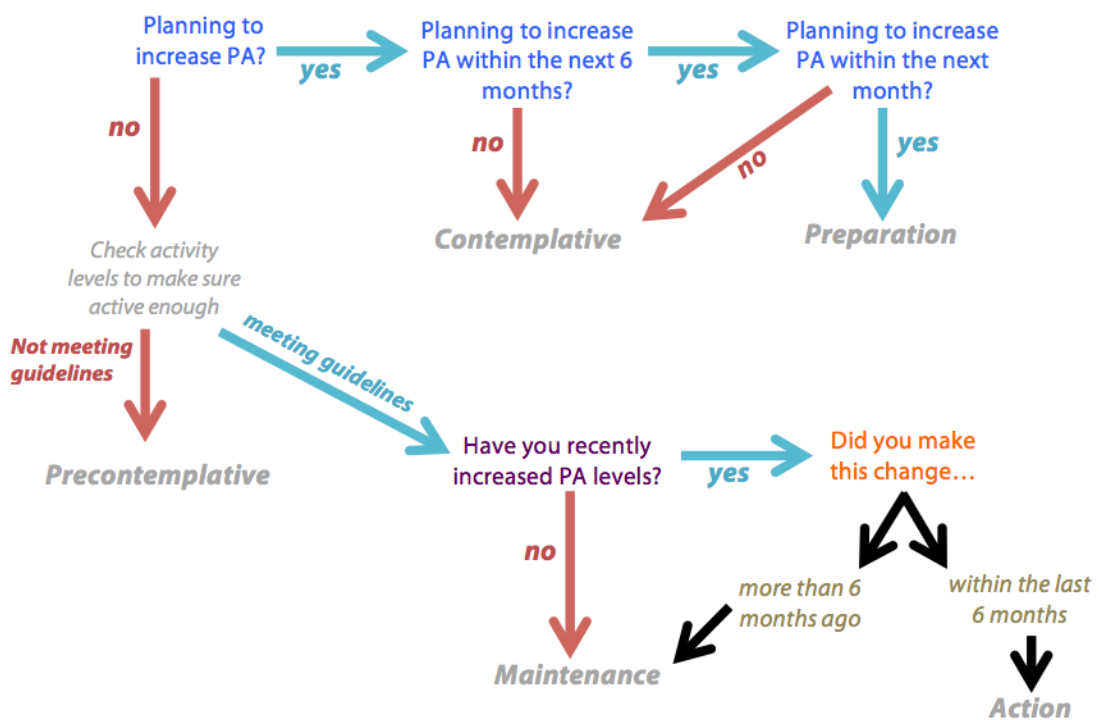 Planning to
increase PA?
yes
Planning to increase
PA within the next 6
months?
yes
Planning to increase
PA within the next
month?
no
no
no
yes
Contemplative
Preparation
Check activity
levels to make sure
active enough
Not meeting
guidelines
meeting guidelines
Precontemplative
Have you recently
increased PA levels?
yes
Did you make
this change...
no
more than 6
months ago
within the last
6 months
Maintenance
Action